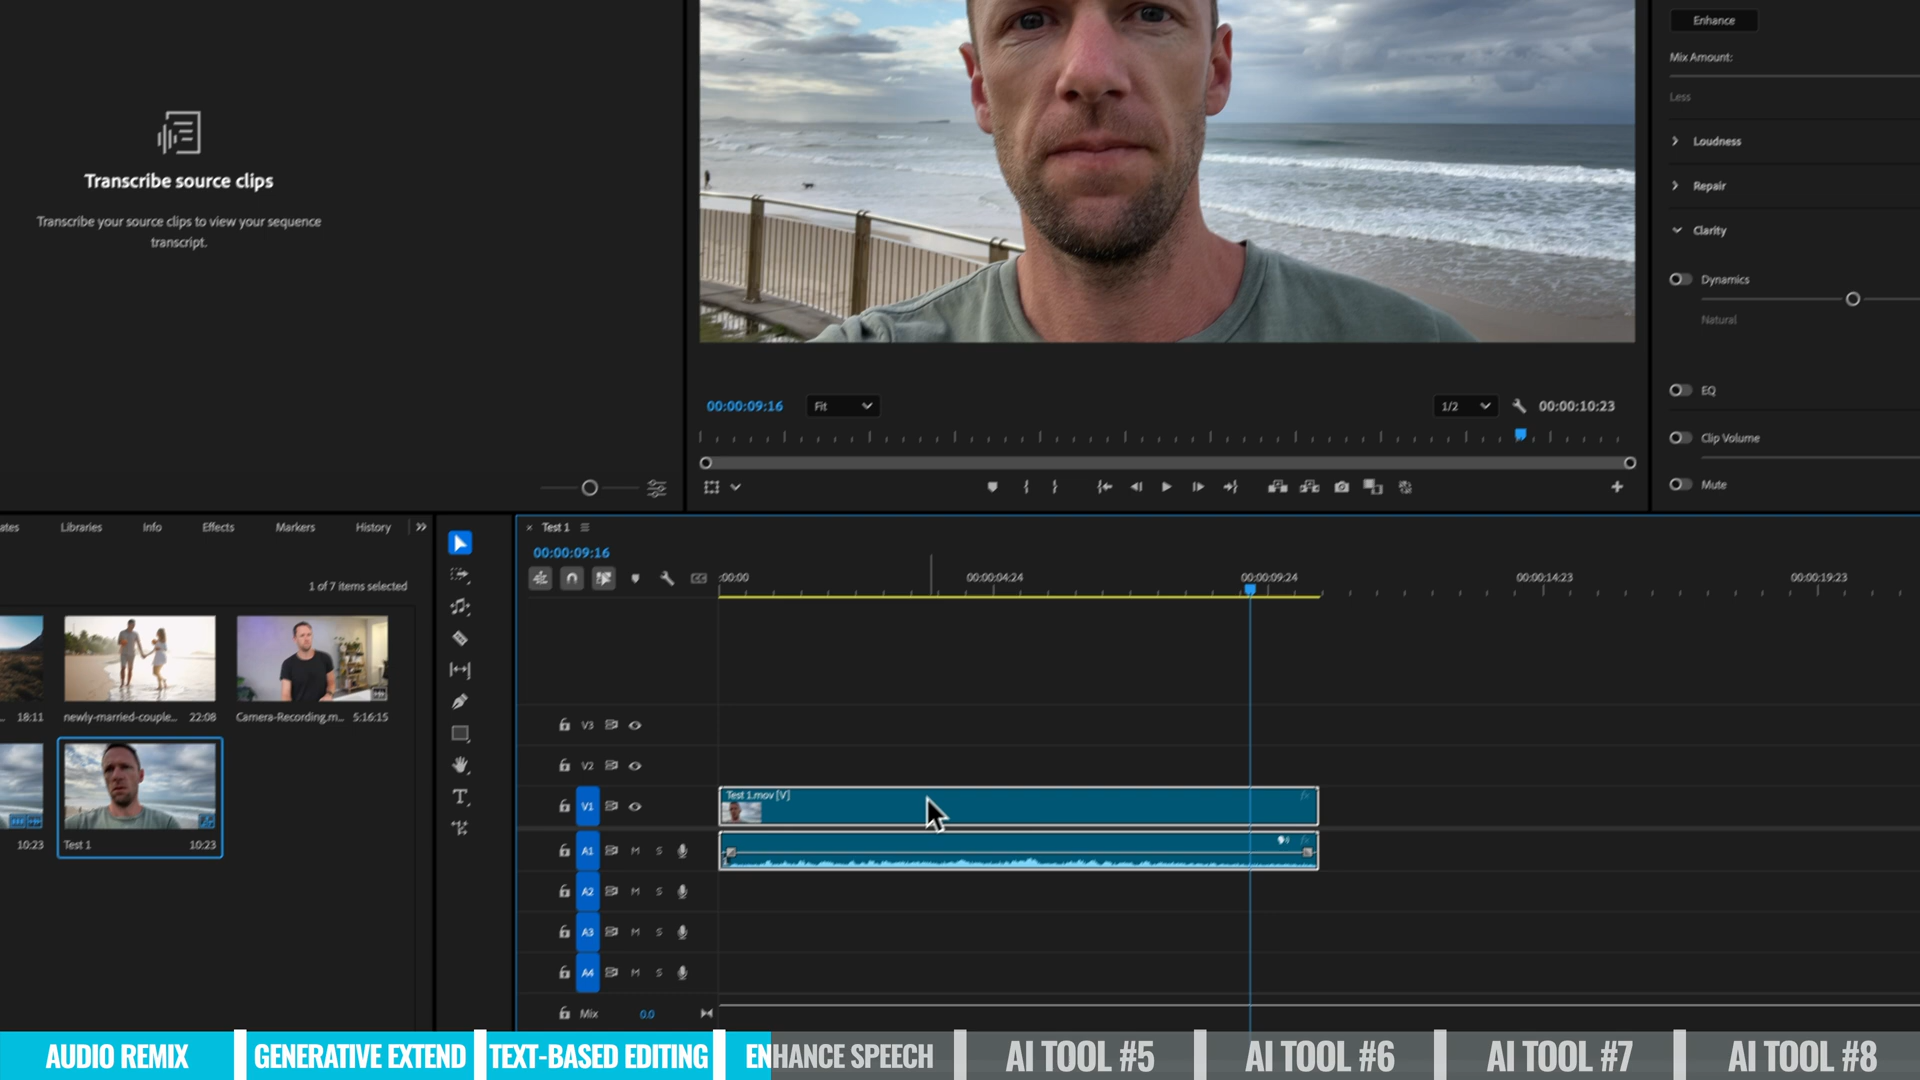 Transcribe source clips
Transcribe your source clips to view your sequence
transcript.
Enhance
Mix Amount:
Less
Loudness
Repair
Clarity
Dynamics
Natural
EQ
Clip Volume
Mute
00:00:09:16
Fit
1/2
00:00:10:23
ates
Libraries
Info
Effects
Markers
History
1 of 7 items selected
18:11
newly-married-couple...
22:08
Camera-Recording.m...
5:16:15
10:23
Test 1
10:23
× Test 1
00:00:09:16
:00:00
00:00:04:24
00:00:09:24
00:00:14:23
00:00:19:23
V3
V2
V1
Test 1.mov [V]
fx
A1 M S
fx
A2 M S
A3 M S
A4 M S
Mix 0.0
AUDIO REMIX
GENERATIVE EXTEND
TEXT-BASED EDITING
ENHANCE SPEECH
AI TOOL #5
AI TOOL #6
AI TOOL #7
AI TOOL #8